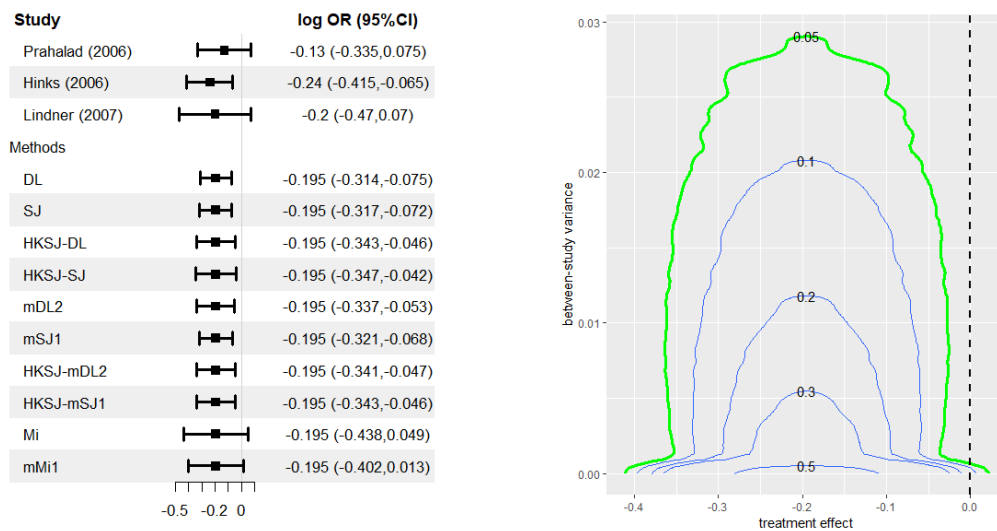 Study log OR (95%CI)
Prahalad (2006) -0.13 (-0.335,0.075)
Hinks (2006) -0.24 (-0.415,-0.065)
Lindner (2007) -0.2 (-0.47,0.07)
Methods
DL -0.195 (-0.314,-0.075)
SJ -0.195 (-0.317,-0.072)
HKSJ-DL -0.195 (-0.343,-0.046)
HKSJ-SJ -0.195 (-0.347,-0.042)
mDL2 -0.195 (-0.337,-0.053)
mSJ1 -0.195 (-0.321,-0.068)
HKSJ-mDL2 -0.195 (-0.341,-0.047)
HKSJ-mSJ1 -0.195 (-0.343,-0.046)
Mi -0.195 (-0.438,0.049)
mMi1 -0.195 (-0.402,0.013)
-0.5 -0.2 0
between-study variance
0.03
0.02
0.01
0.00
0.05
0.1
0.2
0.3
0.5
-0.4 -0.3 -0.2 -0.1 0.0
treatment effect